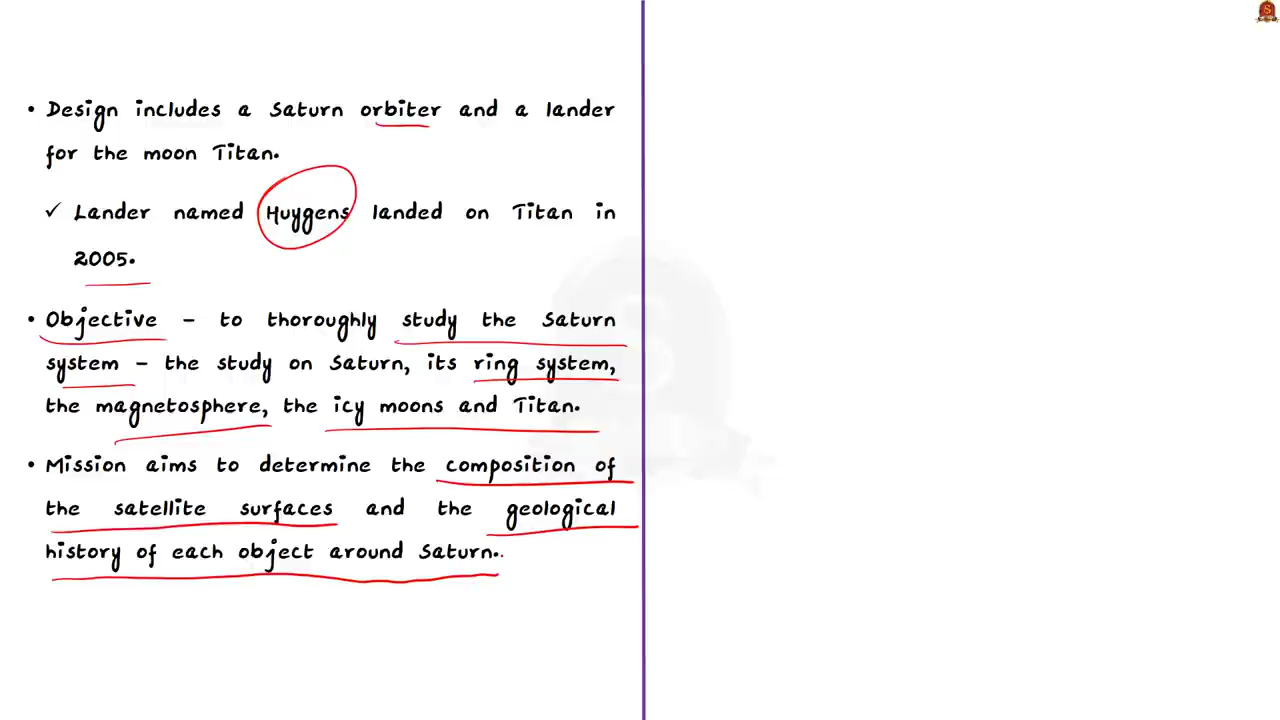 • Design includes a Saturn orbiter and a lander
for the moon Titan.
✓ Lander named Huygens landed on Titan in
2005.
• Objective – to thoroughly study the Saturn
system – the study on Saturn, its ring system,
the magnetosphere, the icy moons and Titan.
• Mission aims to determine the composition of
the satellite surfaces and the geological
history of each object around Saturn.